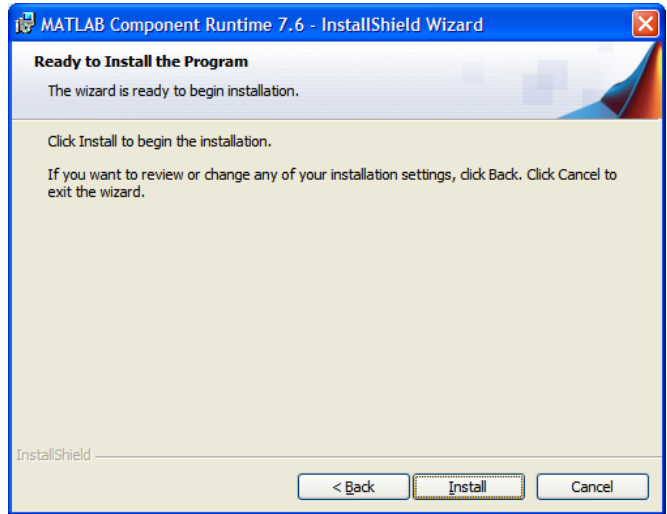 MATLAB Component Runtime 7.6 - InstallShield Wizard
Ready to Install the Program
The wizard is ready to begin installation.
Click Install to begin the installation.
If you want to review or change any of your installation settings, click Back. Click Cancel to
exit the wizard.
InstallShield
< Back Install Cancel